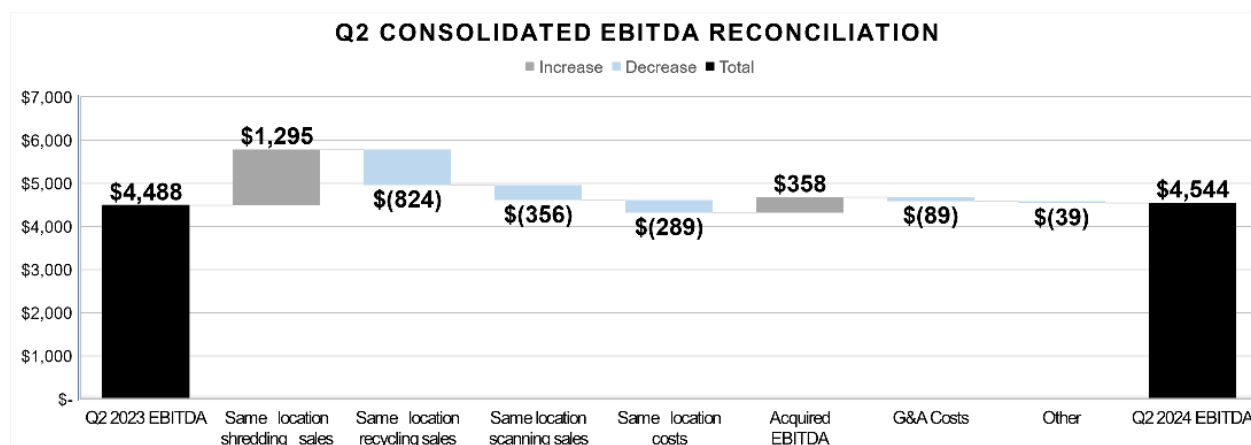 Q2 CONSOLIDATED EBITDA RECONCILIATION
Increase Decrease Total
$7,000
$6,000
$5,000
$4,000
$3,000
$2,000
$1,000
$-
$4,488
$1,295
$(824)
$(356)
$(289)
$358
$(89)
$(39)
$4,544
Q2 2023 EBITDA
Same location
shredding sales
Same location
recycling sales
Same location
scanning sales
Same location
costs
Acquired
EBITDA
G&A Costs
Other
Q2 2024 EBITDA